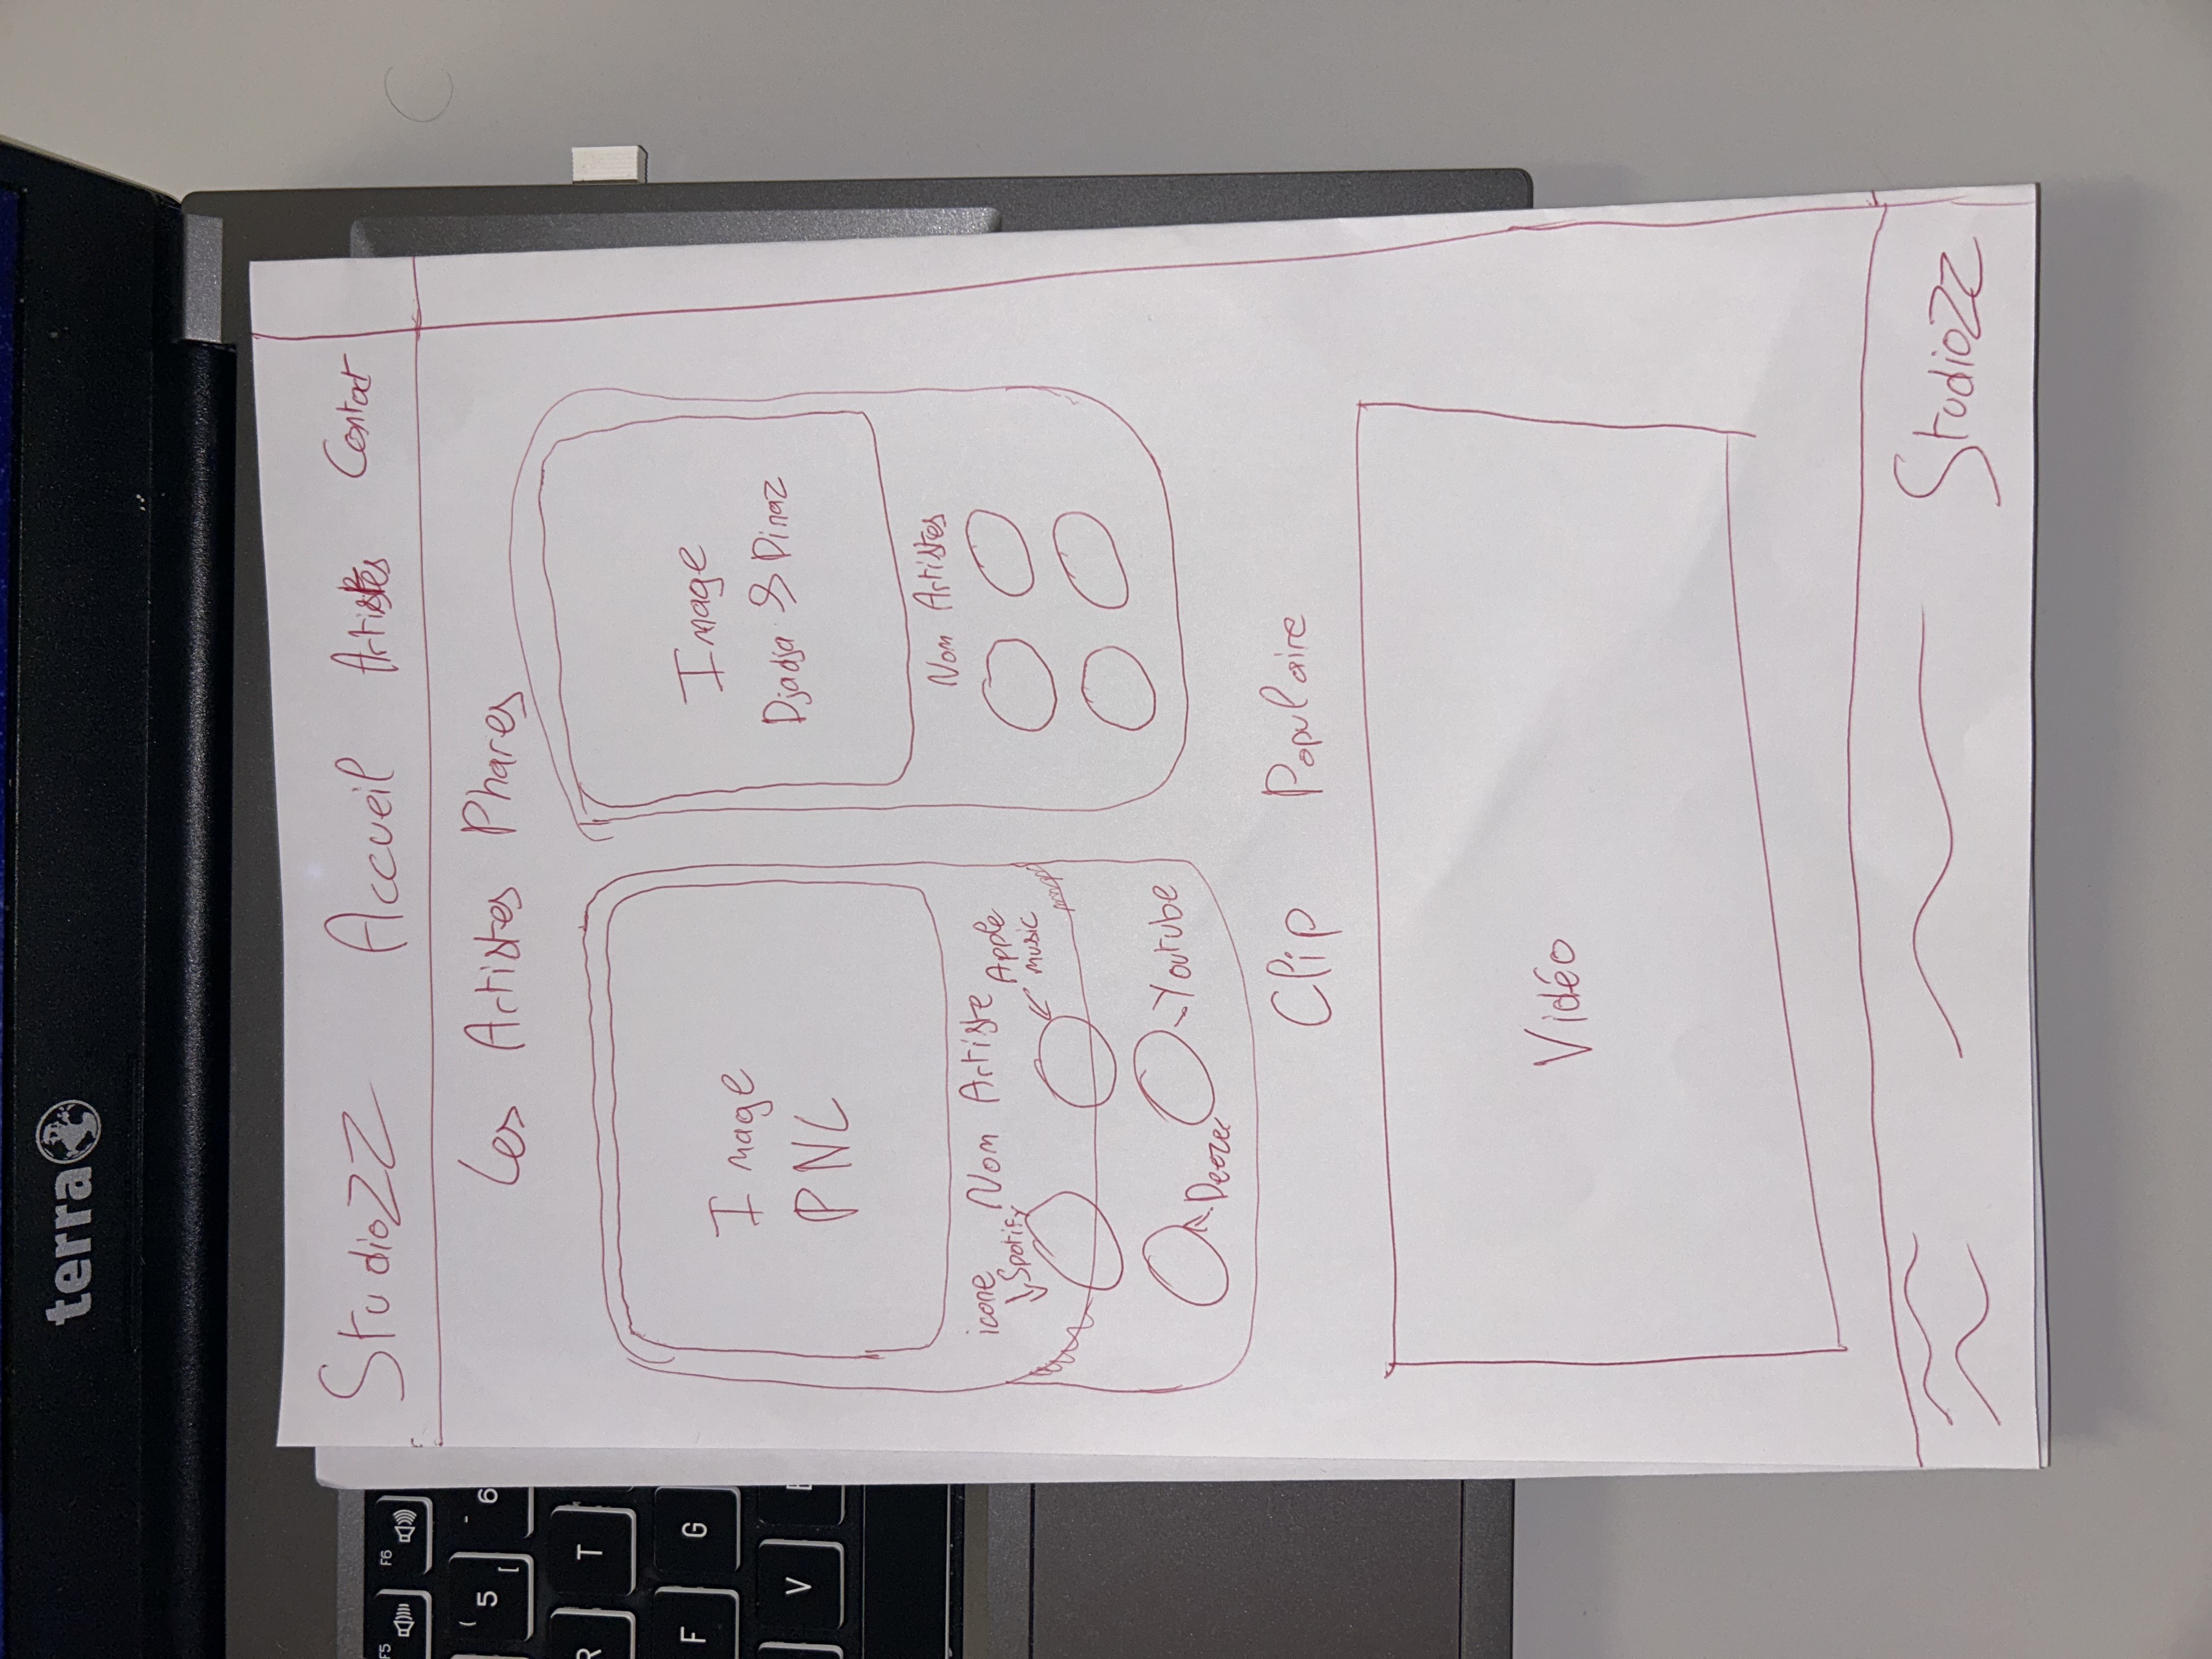 terra
StudioZZ Accueil Artistes Contact
Les Artistes Phares
Image
PNL
Image
Djadja & Dinaz
icone
Spotify
Nom Artiste
Apple
music
Deezer
Youtube
Nom Artistes
Clip Populaire
Vidéo
StudioZZ
F5
F6
( 5 [
- 6
R
T
F
G
V